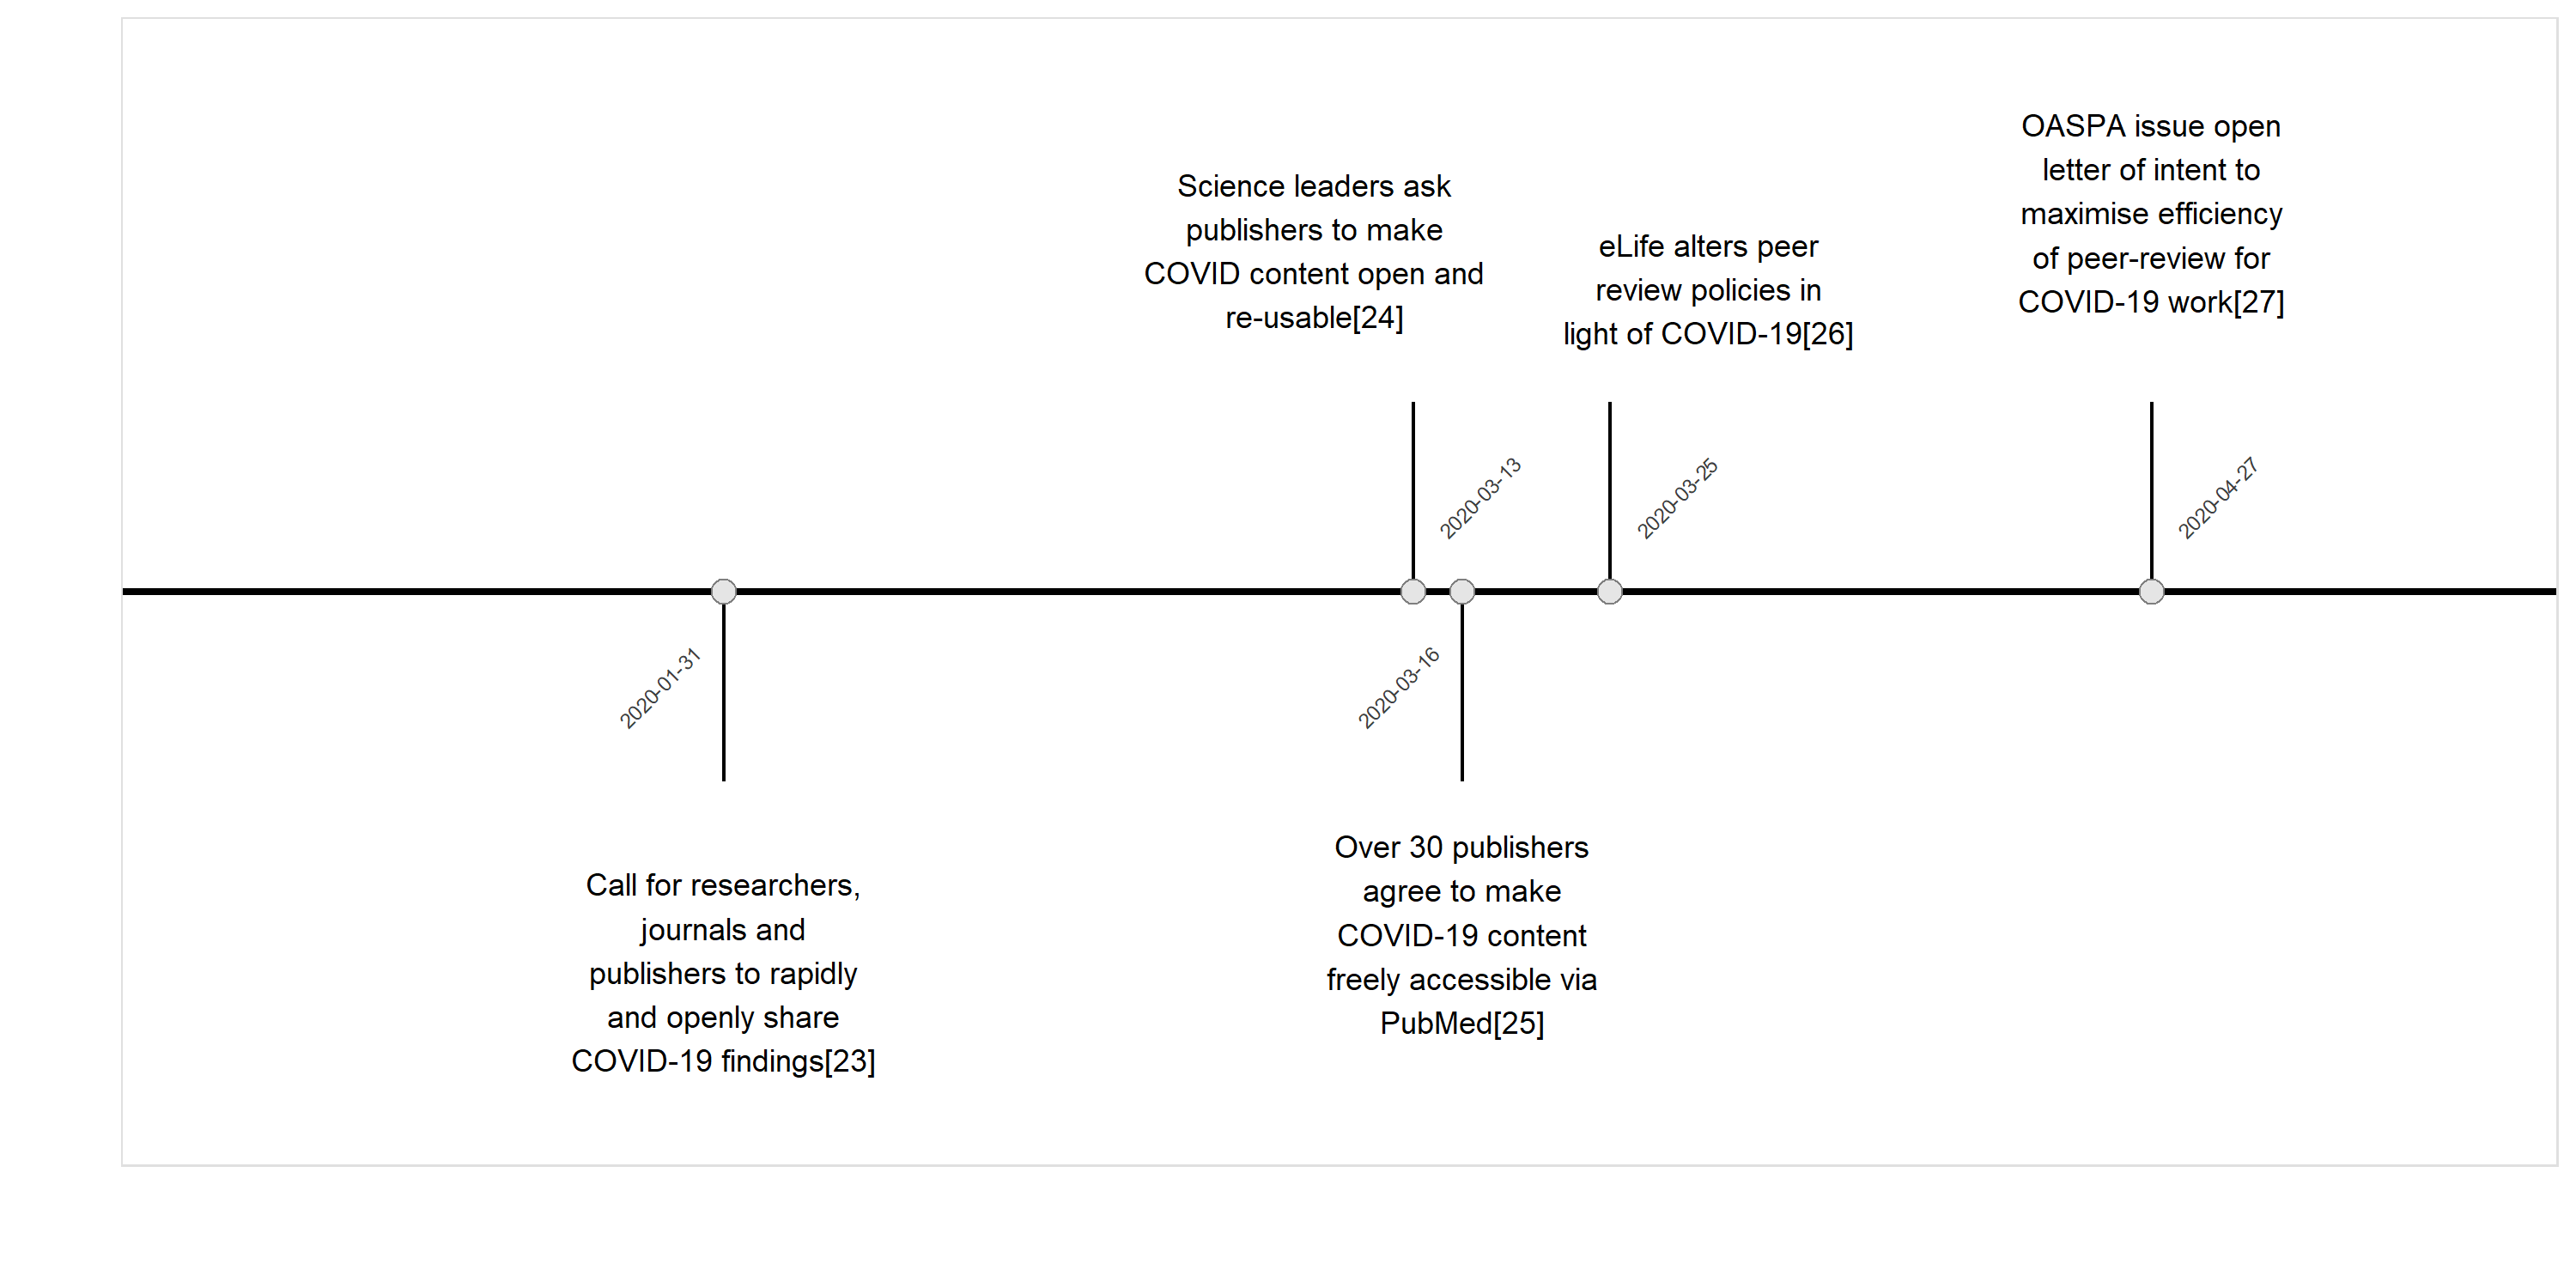 OASPA issue open
letter of intent to
maximise efficiency
of peer-review for
COVID-19 work[27]
Science leaders ask
publishers to make
COVID content open and
re-usable[24]
eLife alters peer
review policies in
light of COVID-19[26]
2020-03-13
2020-03-25
2020-04-27
2020-01-31
2020-03-16
Call for researchers,
journals and
publishers to rapidly
and openly share
COVID-19 findings[23]
Over 30 publishers
agree to make
COVID-19 content
freely accessible via
PubMed[25]